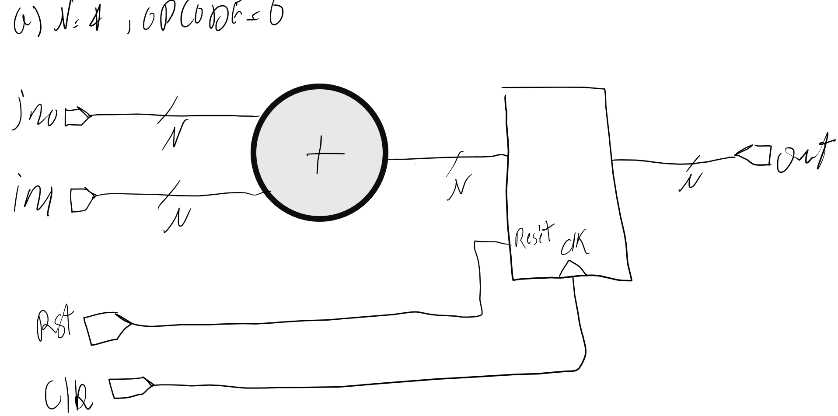 (a) N=4 , OPCODE=0
in0
N
in1
N
+
N
Reset
clk
N
out
Rst
Clk